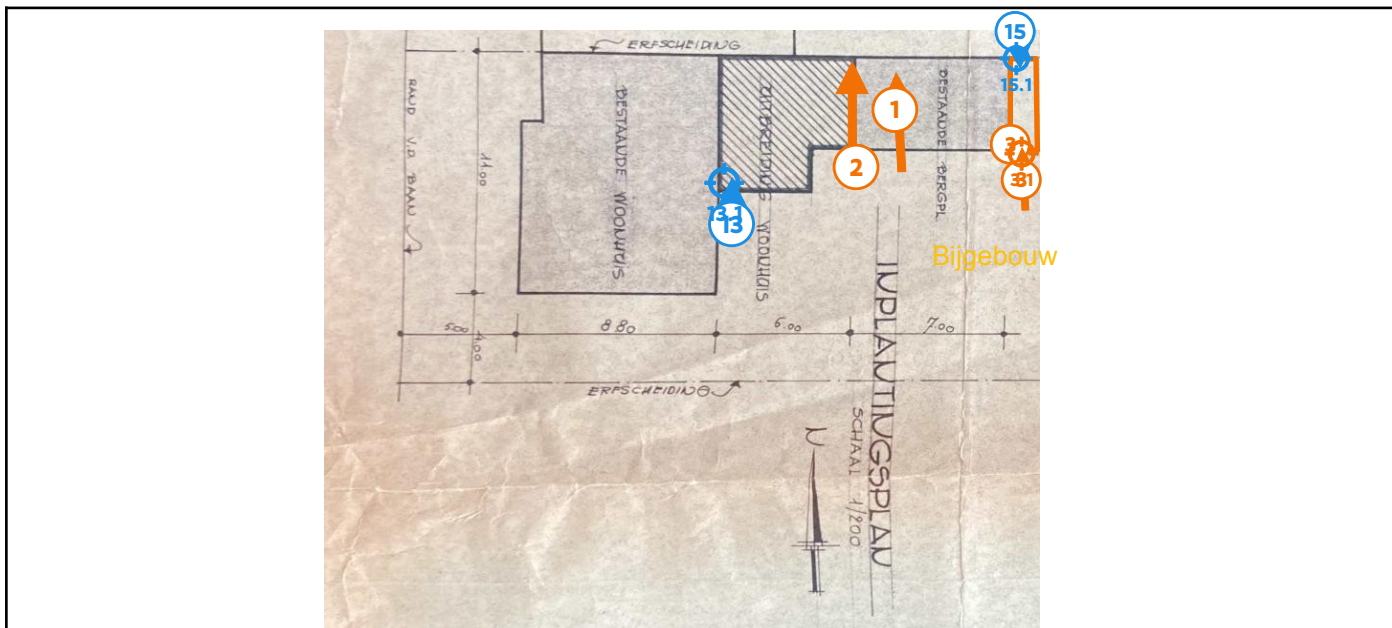 15
ERFSCHEIDING
15.1
1
2
31
RAND V.D. BAAN
11.00
BESTAANDE WOONHUIS
UITBREIDING WOONHUIS
BESTAANDE BERGPL
13.1
13
Bijgebouw
5.00
8.80
6.00
7.00
4.00
ERFSCHEIDING
INPLANTINGSPLAN
SCHAAL 1/200
N